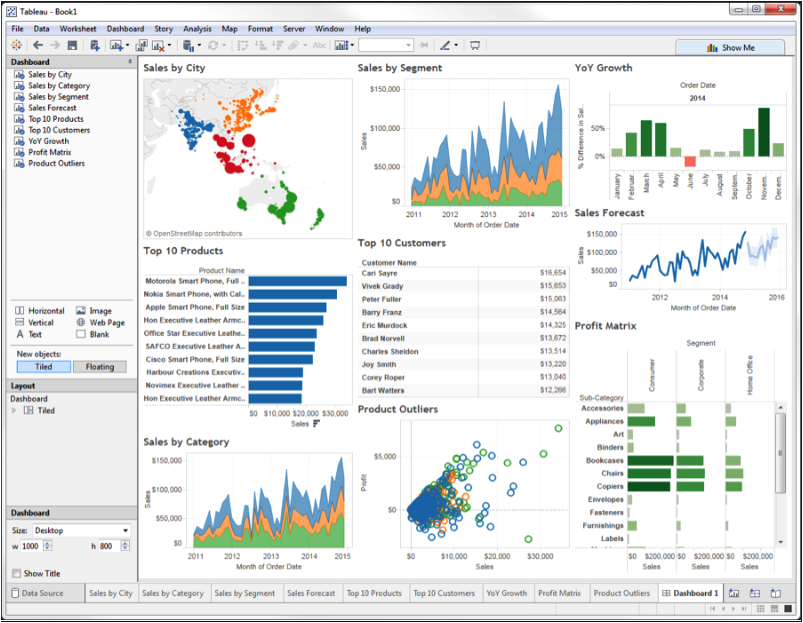 Tableau - Book1
File Data Worksheet Dashboard Story Analysis Map Format Server Window Help
Abc
Show Me
Dashboard
Sales by City
Sales by Category
Sales by Segment
Sales Forecast
Top 10 Products
Top 10 Customers
YoY Growth
Profit Matrix
Product Outliers
Horizontal Image
Vertical Web Page
A Text Blank
New objects:
Tiled Floating
Layout
Dashboard
Tiled
Dashboard
Size: Desktop
w 1000 h 800
Show Title
Sales by City
© OpenStreetMap contributors
Sales by Segment
Sales
$150,000
$100,000
$50,000
$0
2011 2012 2013 2014 2015
Month of Order Date
YoY Growth
Order Date
2014
% Difference in Sal..
50%
0%
January
Februar..
March
April
May
June
July
August
Septem..
October
Novem..
Decem..
Sales Forecast
Sales
$150,000
$100,000
$50,000
$0
2012 2014 2016
Month of Order Date
Top 10 Products
Product Name
Motorola Smart Phone, Full ..
Nokia Smart Phone, with Cal..
Apple Smart Phone, Full Size
Hon Executive Leather Armc..
Office Star Executive Leathe..
SAFCO Executive Leather A..
Cisco Smart Phone, Full Size
Harbour Creations Executiv..
Novimex Executive Leather ..
Hon Executive Leather Armc..
$0 $10,000 $20,000 $30,000
Sales
Top 10 Customers
Customer Name
Cari Sayre $16,654
Vivek Grady $15,653
Peter Fuller $15,063
Barry Franz $14,564
Eric Murdock $14,325
Brad Norvell $13,672
Charles Sheldon $13,514
Joy Smith $13,220
Corey Roper $13,040
Bart Watters $12,266
Profit Matrix
Segment
Consumer
Corporate
Home Office
Sub-Category
Accessories
Appliances
Art
Binders
Bookcases
Chairs
Copiers
Envelopes
Fasteners
Furnishings
Labels
$0 $200,000 $0 $200,000 $0 $200,000
Sales Sales Sales
Sales by Category
Sales
$150,000
$100,000
$50,000
$0
2011 2012 2013 2014 2015
Month of Order Date
Product Outliers
Profit
$5,000
$0
$0 $10,000 $20,000 $30,000
Sales
Data Source Sales by City Sales by Category Sales by Segment Sales Forecast Top 10 Products Top 10 Customers YoY Growth Profit Matrix Product Outliers Dashboard 1